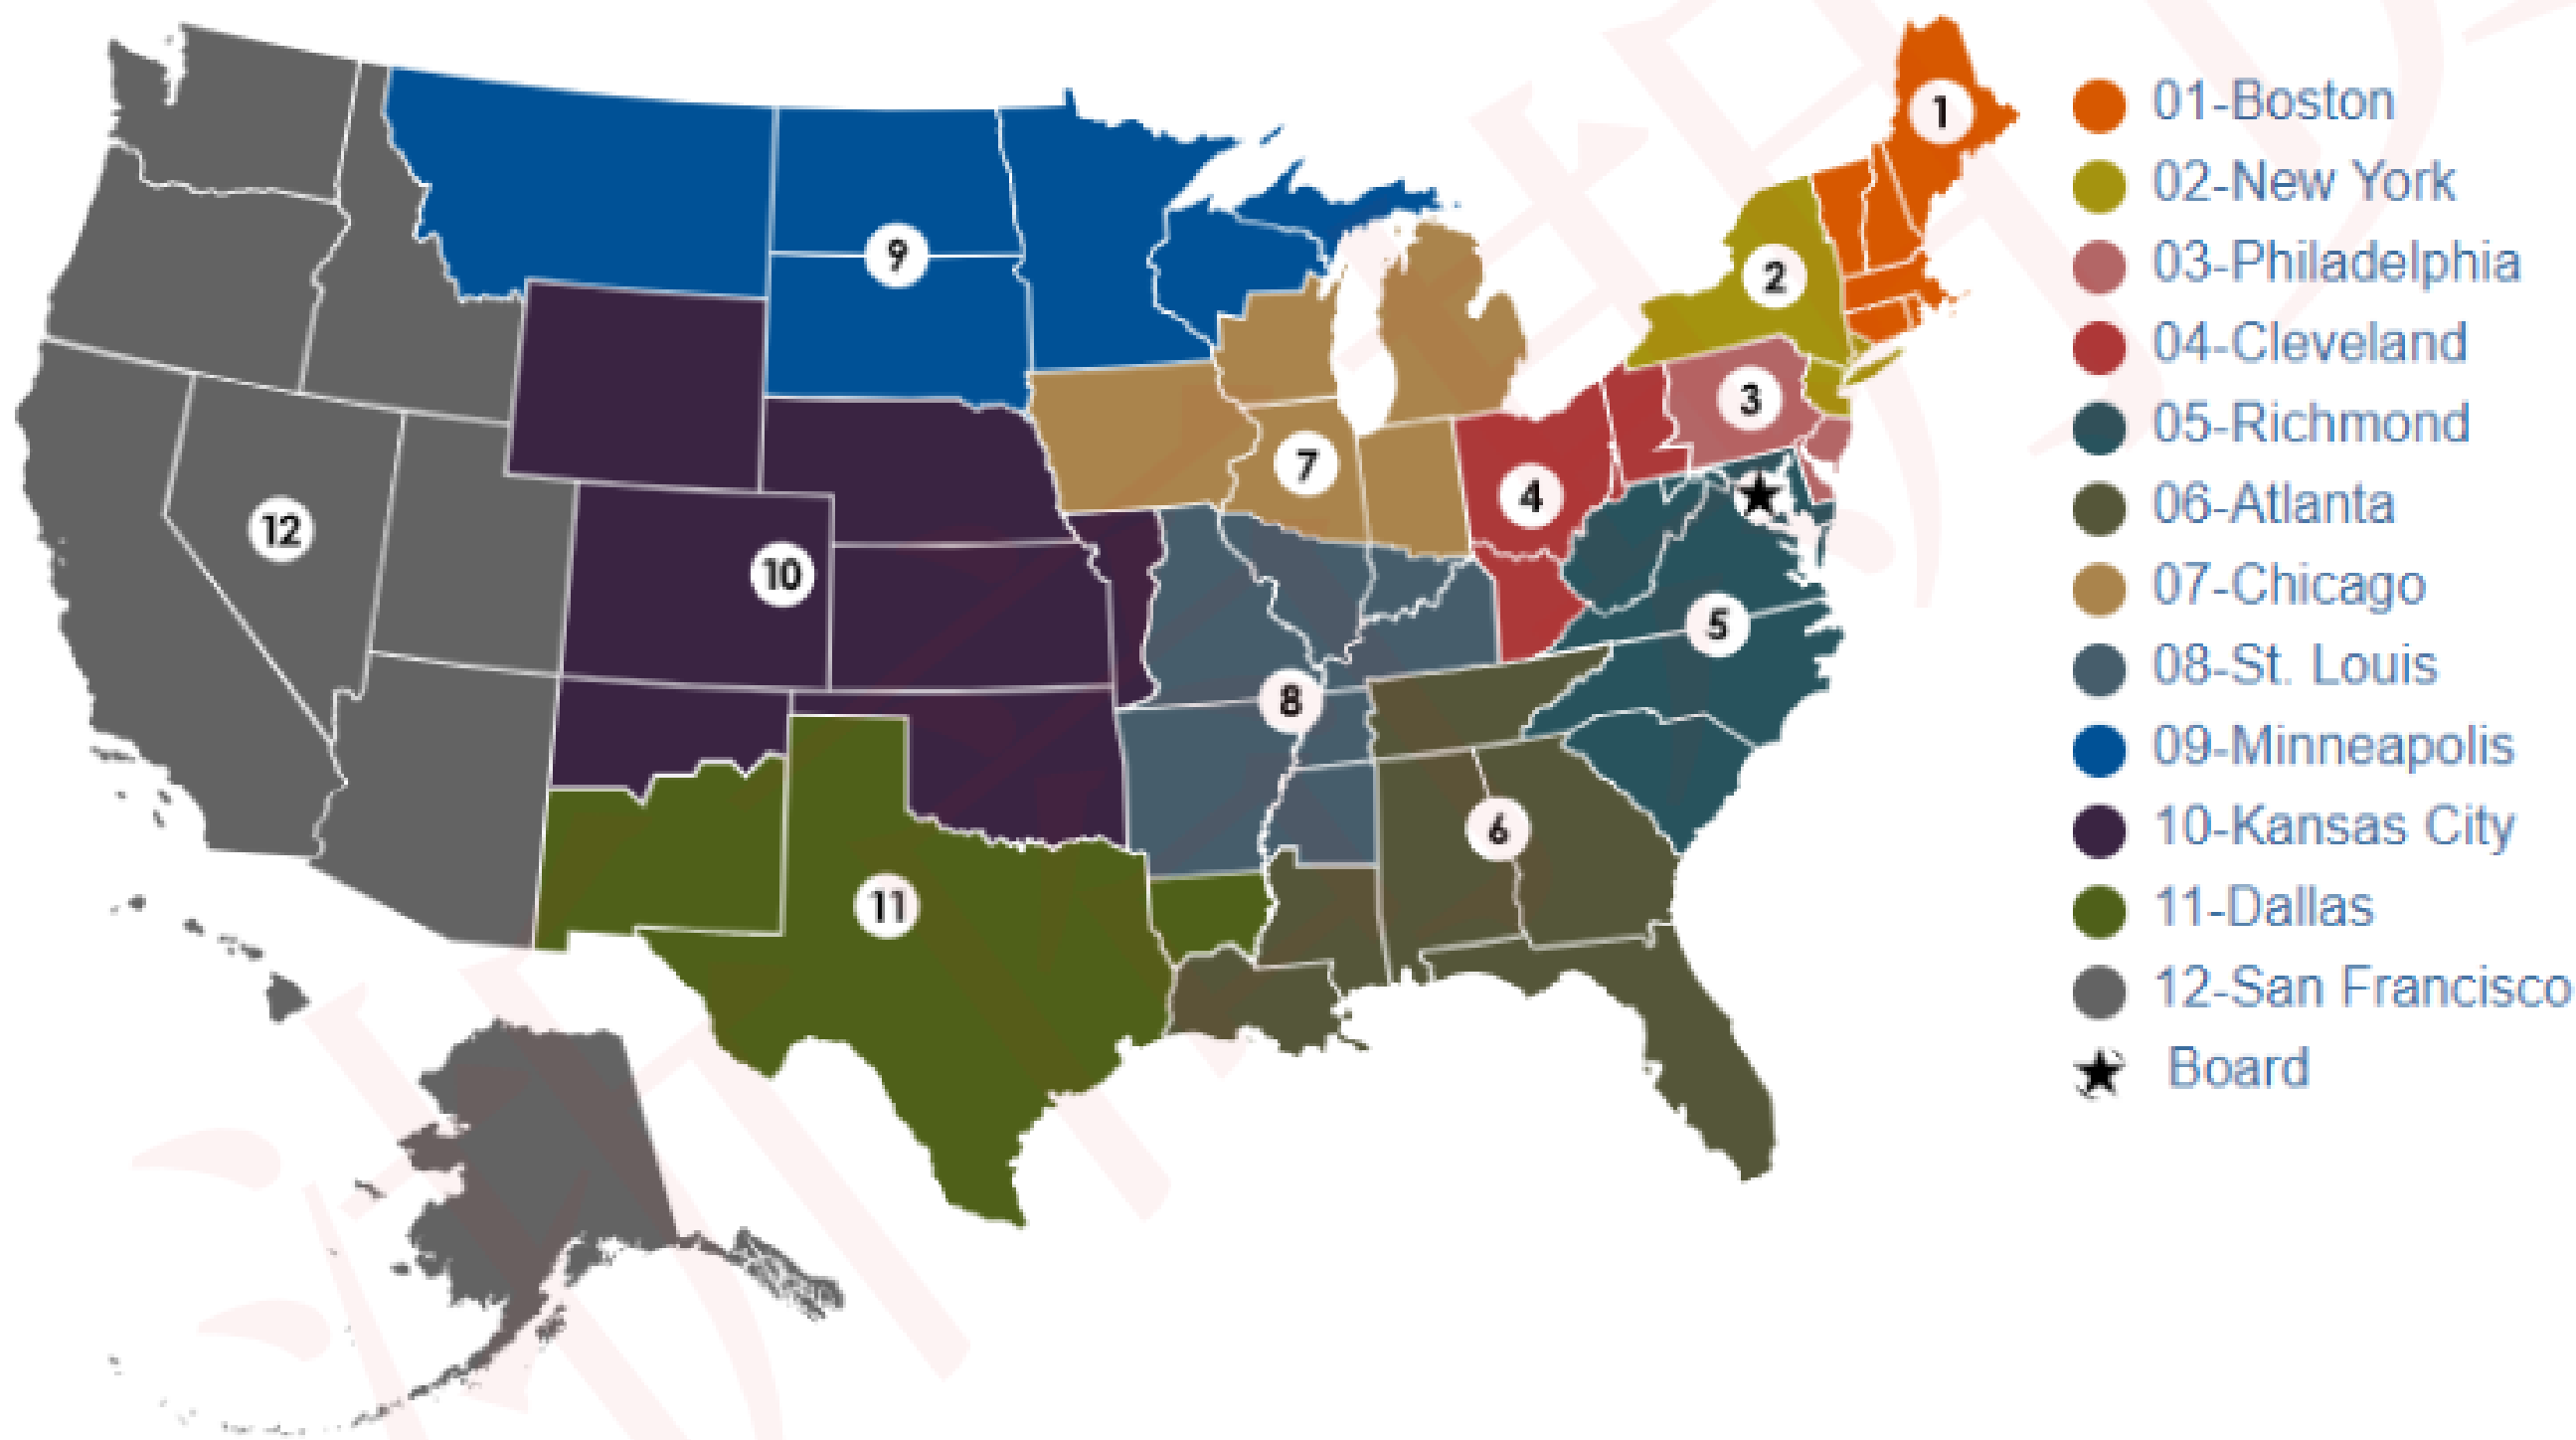 1
2
3
4
5
6
7
8
9
10
11
12
01-Boston
02-New York
03-Philadelphia
04-Cleveland
05-Richmond
06-Atlanta
07-Chicago
08-St. Louis
09-Minneapolis
10-Kansas City
11-Dallas
12-San Francisco
Board